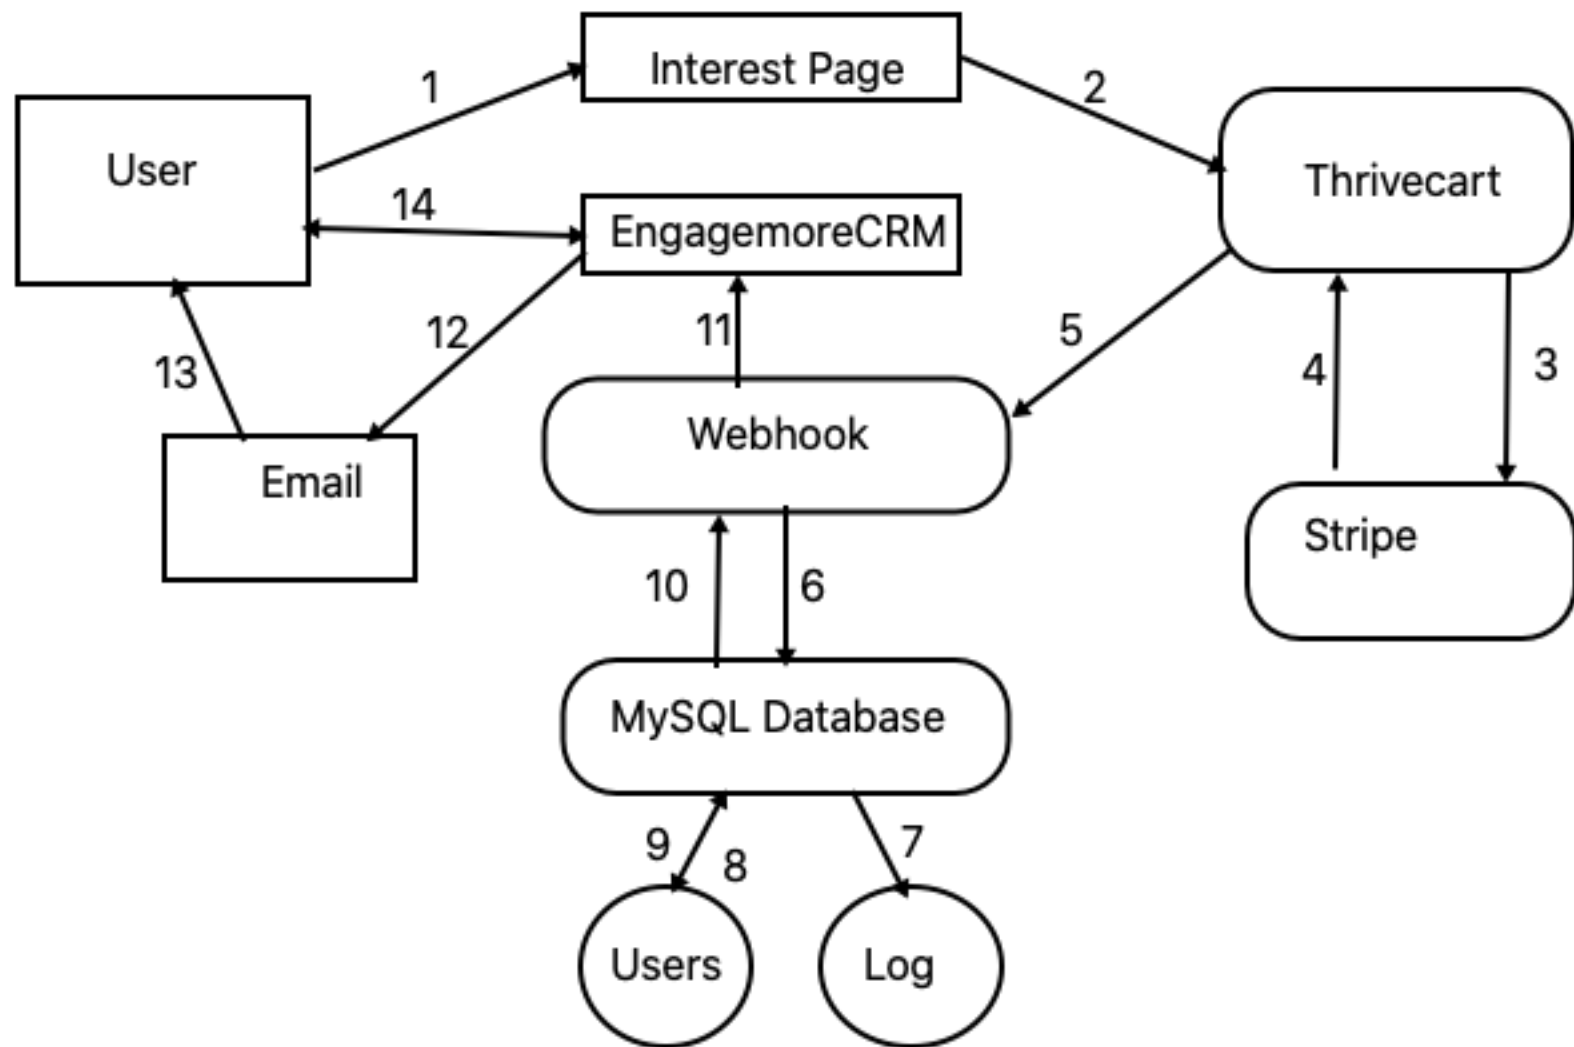 Interest Page
1
2
User
Thrivecart
14
EngagemoreCRM
12
11
5
13
4
3
Webhook
Email
Stripe
10
6
MySQL Database
9
8
7
Users
Log